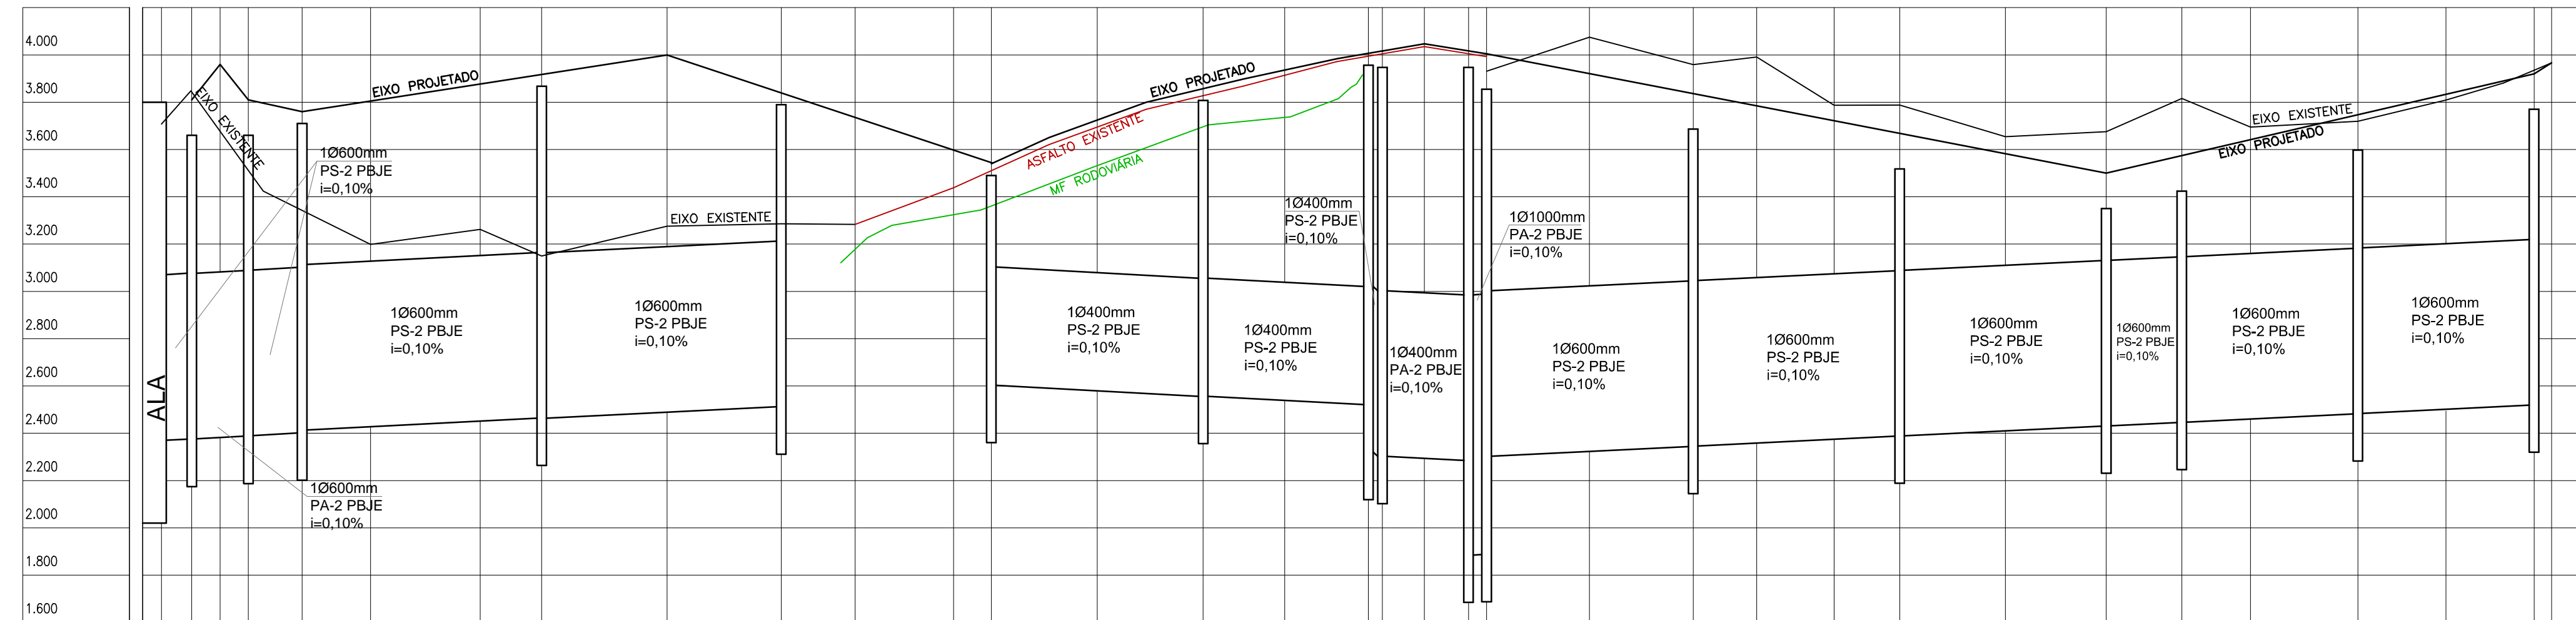 4.000
3.800
3.600
3.400
3.200
3.000
2.800
2.600
2.400
2.200
2.000
1.800
1.600
ALA
EIXO EXISTENTE
EIXO PROJETADO
1Ø600mm
PS-2 PBJE
i=0,10%
1Ø600mm
PA-2 PBJE
i=0,10%
1Ø600mm
PS-2 PBJE
i=0,10%
EIXO EXISTENTE
1Ø600mm
PS-2 PBJE
i=0,10%
EIXO PROJETADO
ASFALTO EXISTENTE
MF RODOVIÁRIA
1Ø400mm
PS-2 PBJE
i=0,10%
1Ø400mm
PS-2 PBJE
i=0,10%
1Ø400mm
PS-2 PBJE
i=0,10%
1Ø400mm
PA-2 PBJE
i=0,10%
1Ø1000mm
PA-2 PBJE
i=0,10%
1Ø600mm
PS-2 PBJE
i=0,10%
1Ø600mm
PS-2 PBJE
i=0,10%
1Ø600mm
PS-2 PBJE
i=0,10%
1Ø600mm
PS-2 PBJE
i=0,10%
EIXO EXISTENTE
EIXO PROJETADO
1Ø600mm
PS-2 PBJE
i=0,10%
1Ø600mm
PS-2 PBJE
i=0,10%